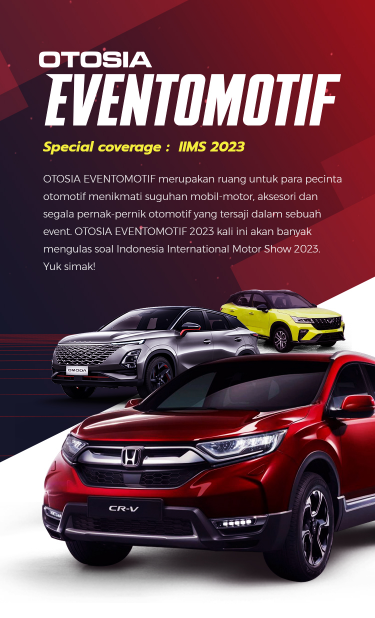 OTOSIA
EVENTOMOTIF
Special coverage : IIMS 2023
OTOSIA EVENTOMOTIF merupakan ruang untuk para pecinta
otomotif menikmati suguhan mobil-motor, aksesori dan
segala pernak-pernik otomotif yang tersaji dalam sebuah
event. OTOSIA EVENTOMOTIF 2023 kali ini akan banyak
mengulas soal Indonesia International Motor Show 2023.
Yuk simak!
OMODA
CR-V